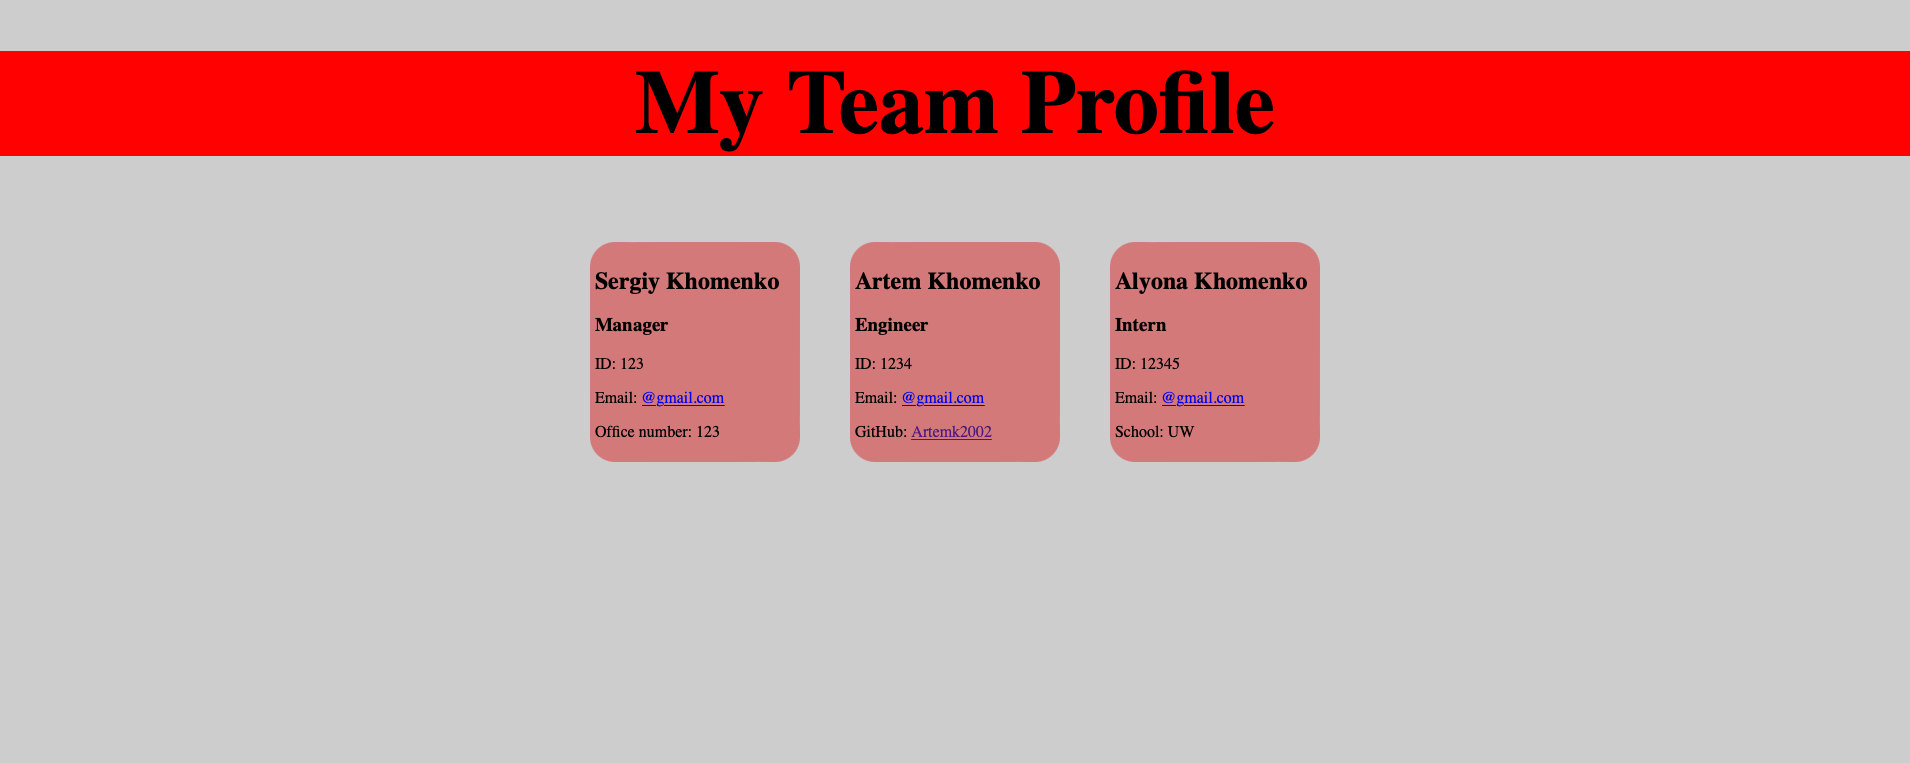 My Team Profile
Sergiy Khomenko
Manager
ID: 123
Email: @gmail.com
Office number: 123
Artem Khomenko
Engineer
ID: 1234
Email: @gmail.com
GitHub: Artemk2002
Alyona Khomenko
Intern
ID: 12345
Email: @gmail.com
School: UW